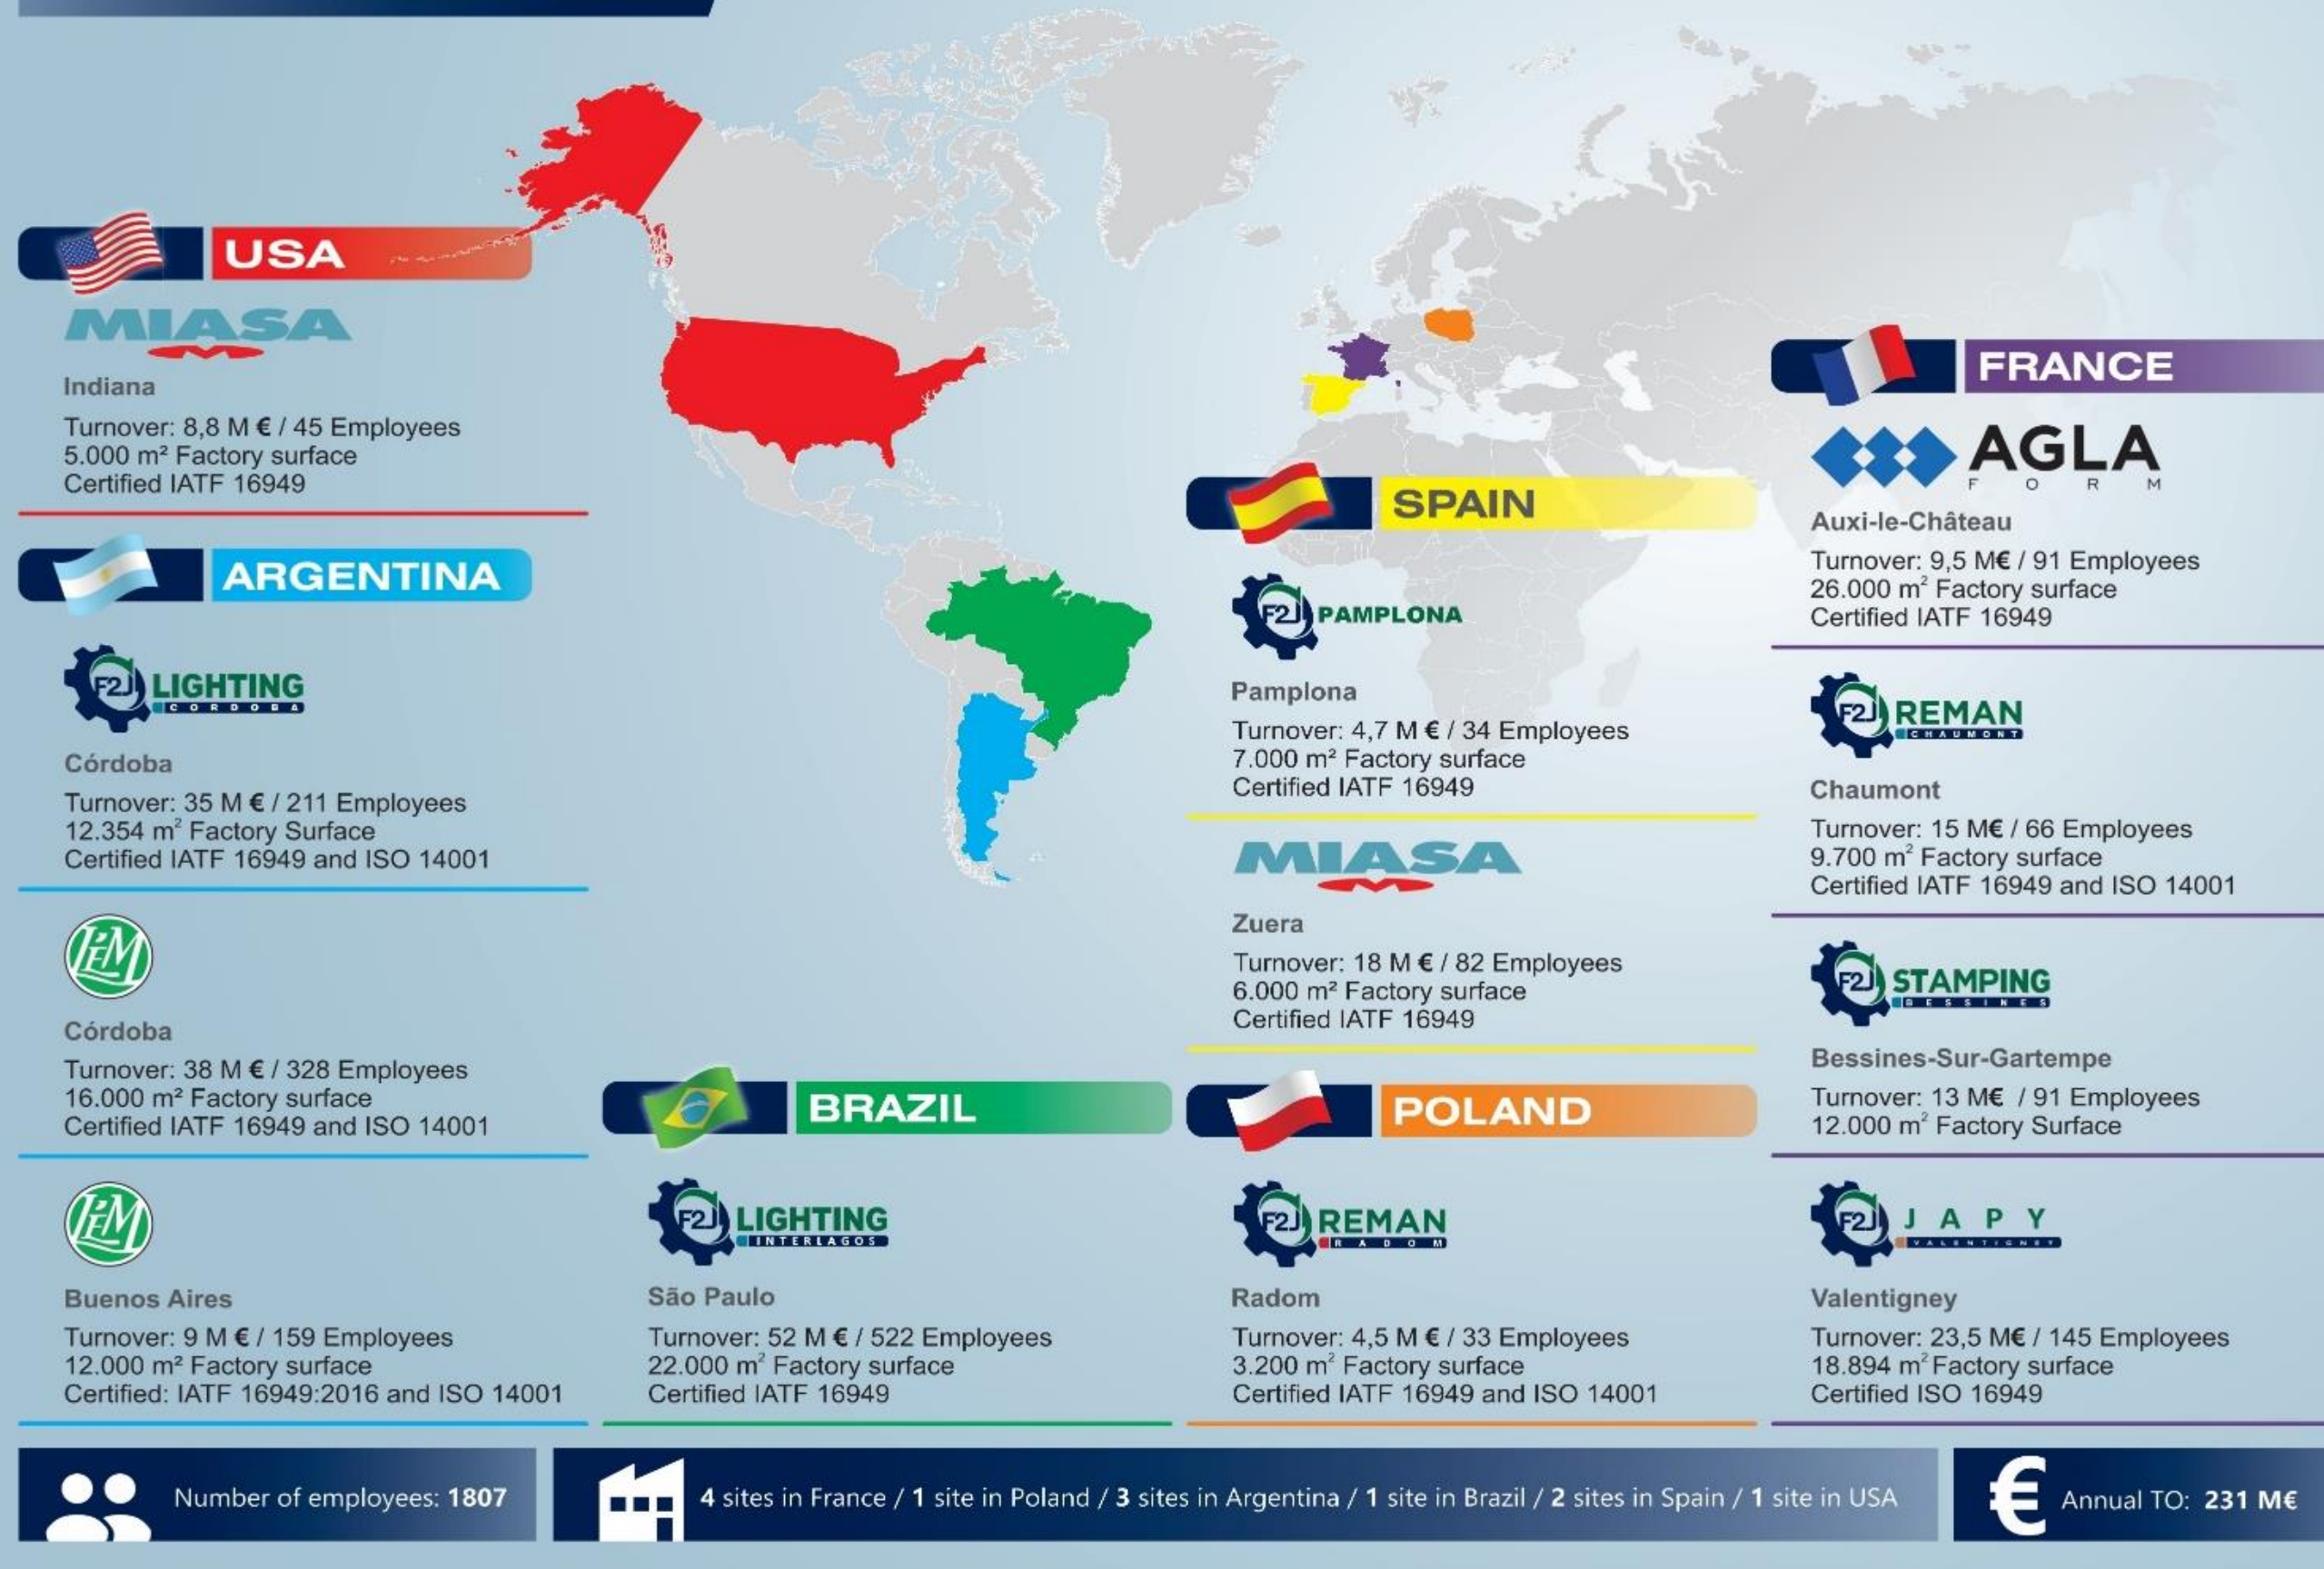 USA
MIASA
Indiana
Turnover: 8,8 M € / 45 Employees
5.000 m² Factory surface
Certified IATF 16949
ARGENTINA
F2J LIGHTING
CORDOBA
Córdoba
Turnover: 35 M € / 211 Employees
12.354 m² Factory Surface
Certified IATF 16949 and ISO 14001
Córdoba
Turnover: 38 M € / 328 Employees
16.000 m² Factory surface
Certified IATF 16949 and ISO 14001
Buenos Aires
Turnover: 9 M € / 159 Employees
12.000 m² Factory surface
Certified: IATF 16949:2016 and ISO 14001
BRAZIL
F2J LIGHTING
INTERLAGOS
São Paulo
Turnover: 52 M € / 522 Employees
22.000 m² Factory surface
Certified IATF 16949
SPAIN
F2J PAMPLONA
Pamplona
Turnover: 4,7 M € / 34 Employees
7.000 m² Factory surface
Certified IATF 16949
MIASA
Zuera
Turnover: 18 M € / 82 Employees
6.000 m² Factory surface
Certified IATF 16949
POLAND
F2J REMAN
RADOM
Radom
Turnover: 4,5 M € / 33 Employees
3.200 m² Factory surface
Certified IATF 16949 and ISO 14001
FRANCE
AGLA
FORM
Auxi-le-Château
Turnover: 9,5 M€ / 91 Employees
26.000 m² Factory surface
Certified IATF 16949
F2J REMAN
CHAUMONT
Chaumont
Turnover: 15 M€ / 66 Employees
9.700 m² Factory surface
Certified IATF 16949 and ISO 14001
F2J STAMPING
BESSINES
Bessines-Sur-Gartempe
Turnover: 13 M€ / 91 Employees
12.000 m² Factory Surface
F2J JAPY
VALENTIGNEY
Valentigney
Turnover: 23,5 M€ / 145 Employees
18.894 m² Factory surface
Certified ISO 16949
Number of employees: 1807
4 sites in France / 1 site in Poland / 3 sites in Argentina / 1 site in Brazil / 2 sites in Spain / 1 site in USA
€ Annual TO: 231 M€